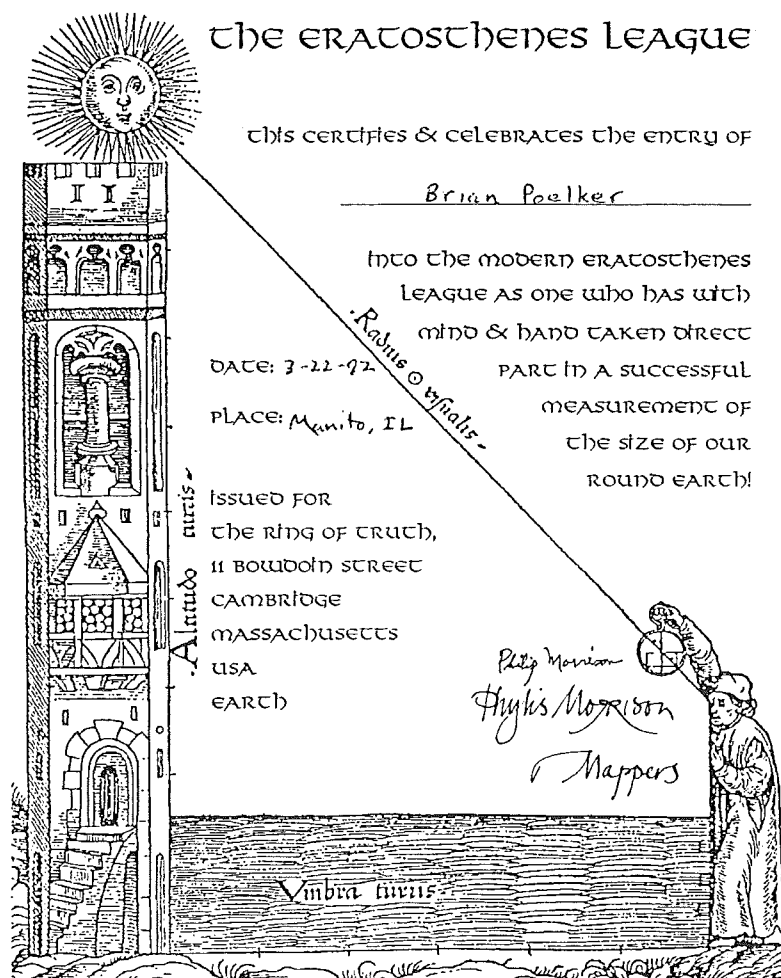 the eratosthenes league
this certifies & celebrates the entry of
Brian Poelker
into the modern eratosthenes
league as one who has with
mind & hand taken direct
part in a successful
measurement of
the size of our
round earth!
II
.Radius ʘ visualis.
date: 3-22-92
place: Manito, IL
issued for
the ring of truth,
11 bowdoin street
cambridge
massachusetts
usa
earth
.Altitudo turris.
Philip Morrison
Phylis Morrison
Mappers
Vmbra turris.